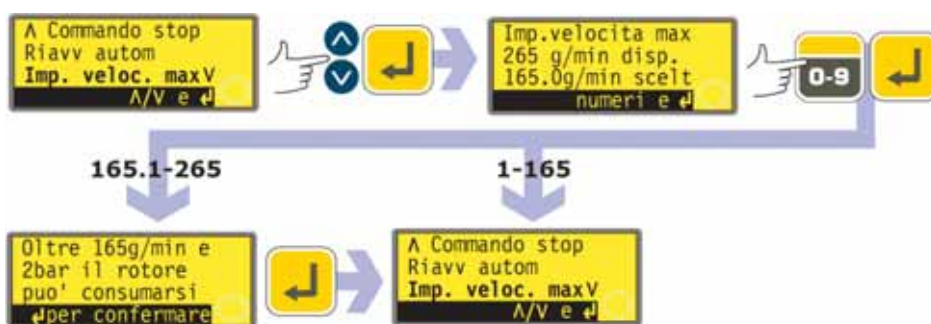 Λ Commando stop
Riavv autom
Imp. veloc. maxV
Λ/V e ↲
Imp.velocita max
265 g/min disp.
165.0g/min scelt
numeri e ↲
0-9
165.1-265
1-165
Oltre 165g/min e
2bar il rotore
puo' consumarsi
↲per confermare
Λ Commando stop
Riavv autom
Imp. veloc. maxV
Λ/V e ↲